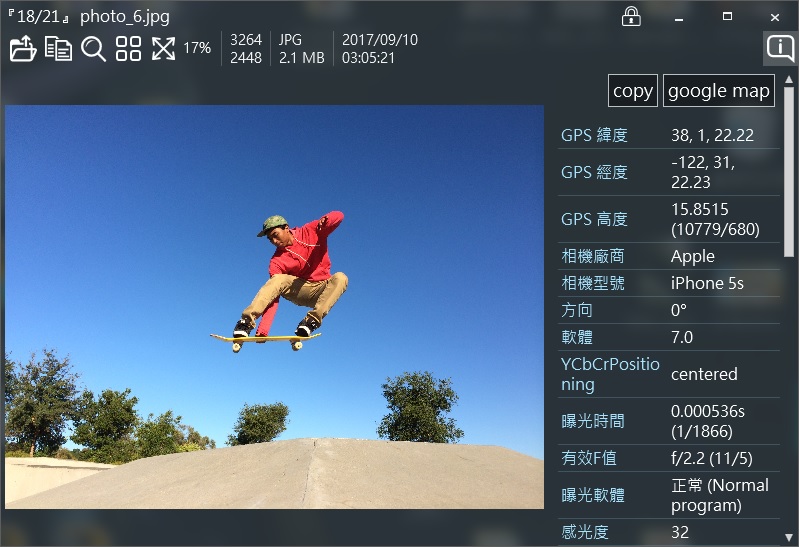 『18/21』 photo_6.jpg
17%
3264
2448
JPG
2.1 MB
2017/09/10
03:05:21
copy
google map
GPS 緯度
38, 1, 22.22
GPS 經度
-122, 31,
22.23
GPS 高度
15.8515
(10779/680)
相機廠商
Apple
相機型號
iPhone 5s
方向
0°
軟體
7.0
YCbCrPositio
ning
centered
曝光時間
0.000536s
(1/1866)
有效F值
f/2.2 (11/5)
曝光軟體
正常 (Normal
program)
感光度
32